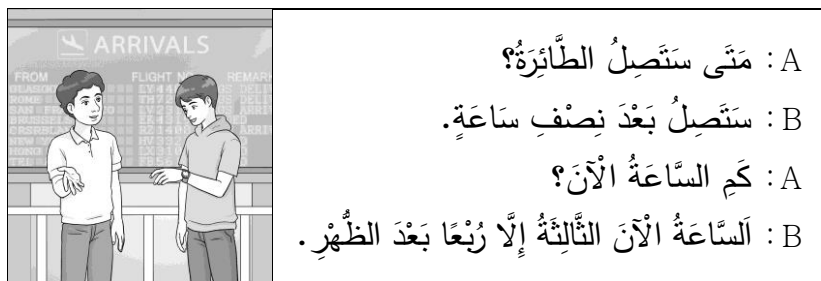 ARRIVALS
FROM FLIGHT N REMARK
A : مَتَى سَتَصِلُ الطَّائِرَةُ؟
B : سَتَصِلُ بَعْدَ نِصْفِ سَاعَةٍ.
A : كَمِ السَّاعَةُ الْآنَ؟
B : اَلسَّاعَةُ الْآنَ الثَّالِثَةُ إِلَّا رُبْعًا بَعْدَ الظُّهْرِ.